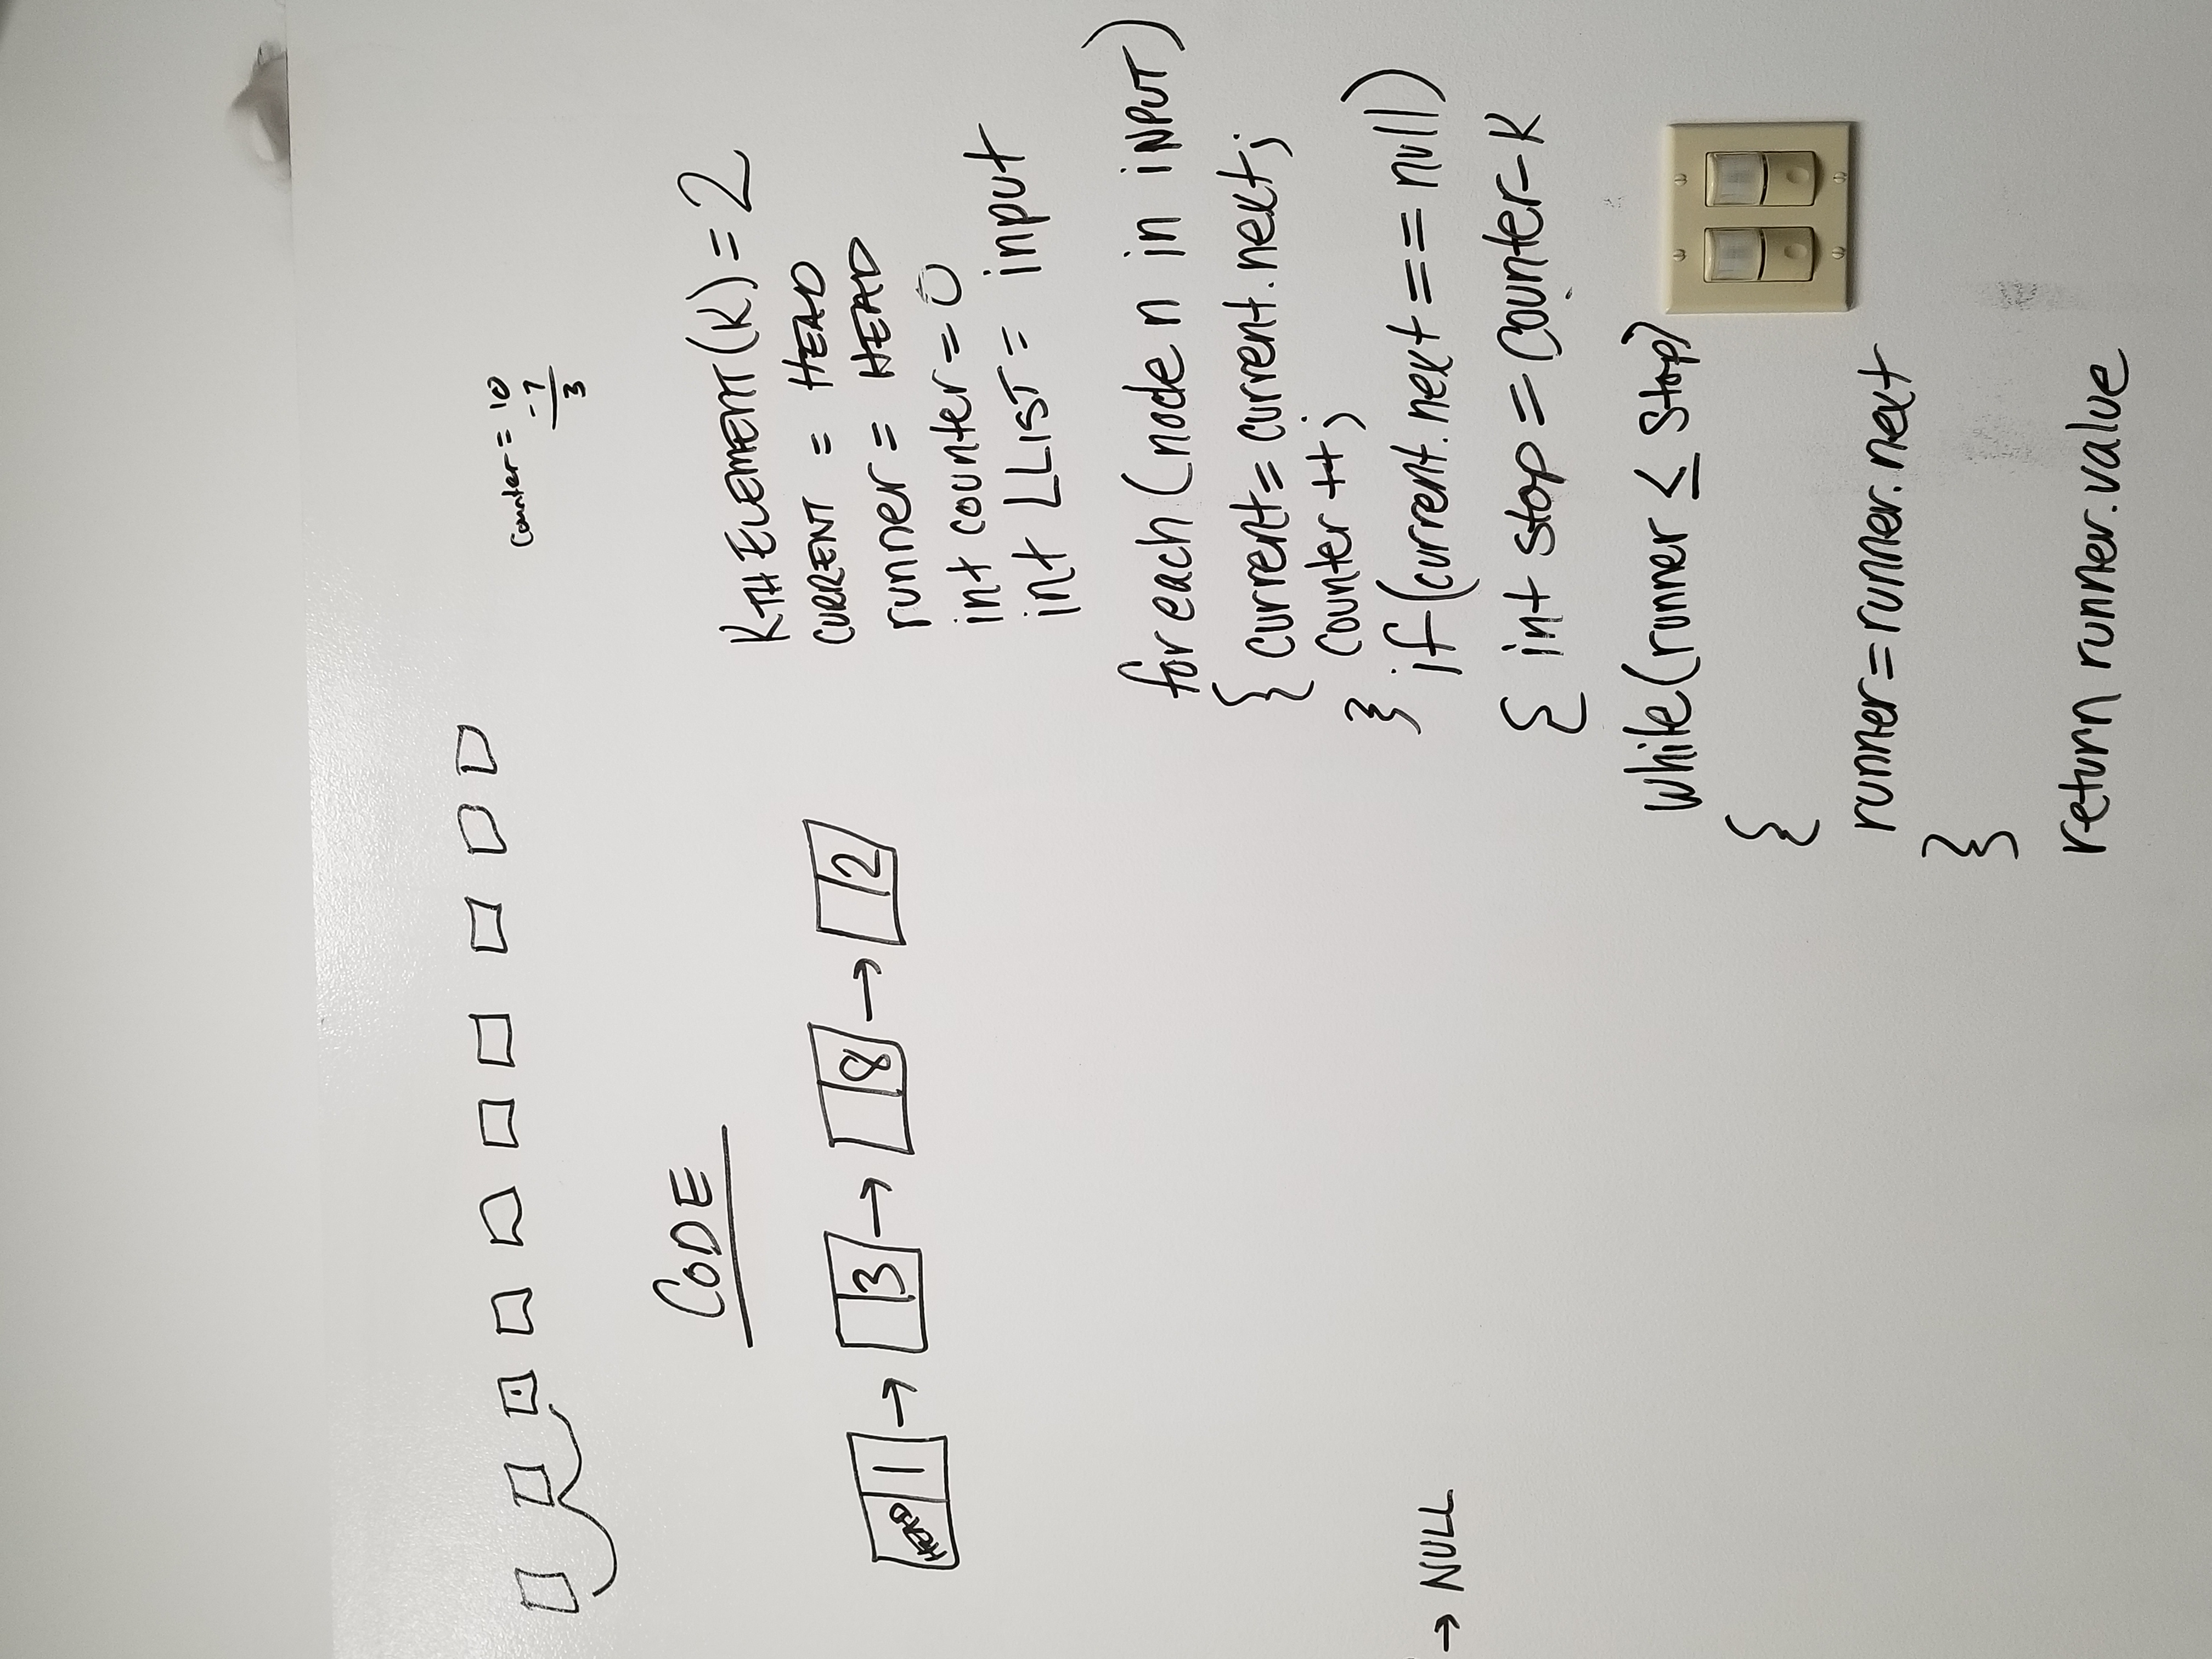 Counter = 10
-7
3
CODE
HEAD 1 → 3 → 8 → 2
KTH ELEMENT(K) = 2
CURRENT = HEAD
runner = HEAD
int counter = 0
int LLIST = input
for each (node n in iNPUT)
{ current = current.next;
counter ++;
}
if(current.next == null)
→ NULL
{ int stop = Counter - K
while(runner ≤ Stop)
{
runner = runner.next
}
return runner.value